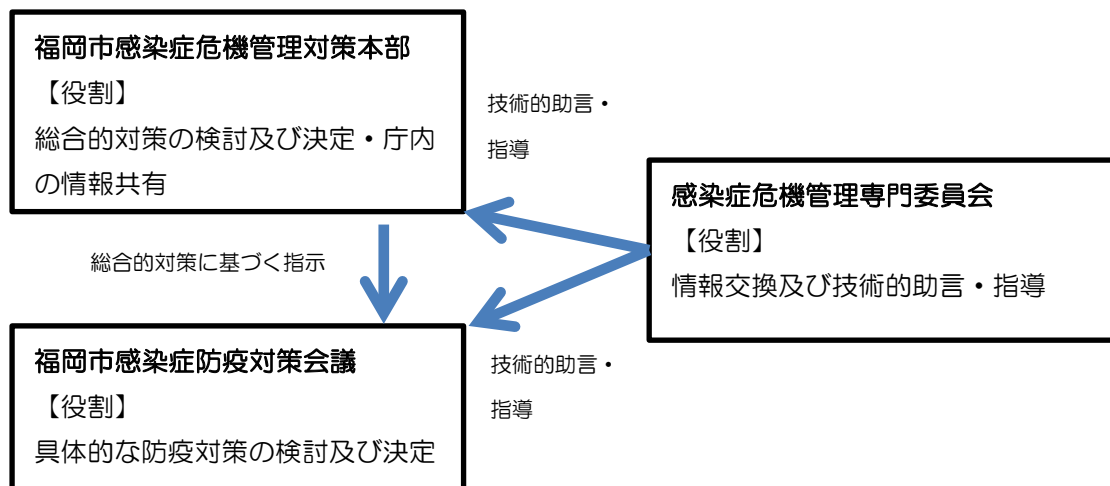 福岡市感染症危機管理対策本部
【役割】
総合的対策の検討及び決定・庁内
の情報共有
技術的助言・
指導
感染症危機管理専門委員会
【役割】
情報交換及び技術的助言・指導
総合的対策に基づく指示
福岡市感染症防疫対策会議
【役割】
具体的な防疫対策の検討及び決定
技術的助言・
指導